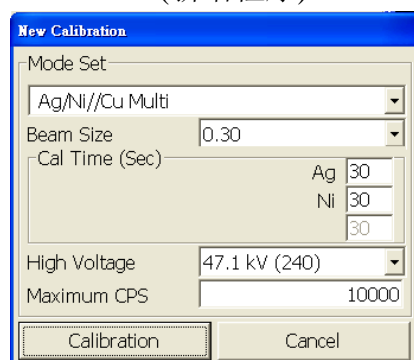 New Calibration
Mode Set
Ag/Ni//Cu Multi
Beam Size 0.30
Cal Time (Sec)
Ag 30
Ni 30
30
High Voltage 47.1 kV (240)
Maximum CPS 10000
Calibration Cancel